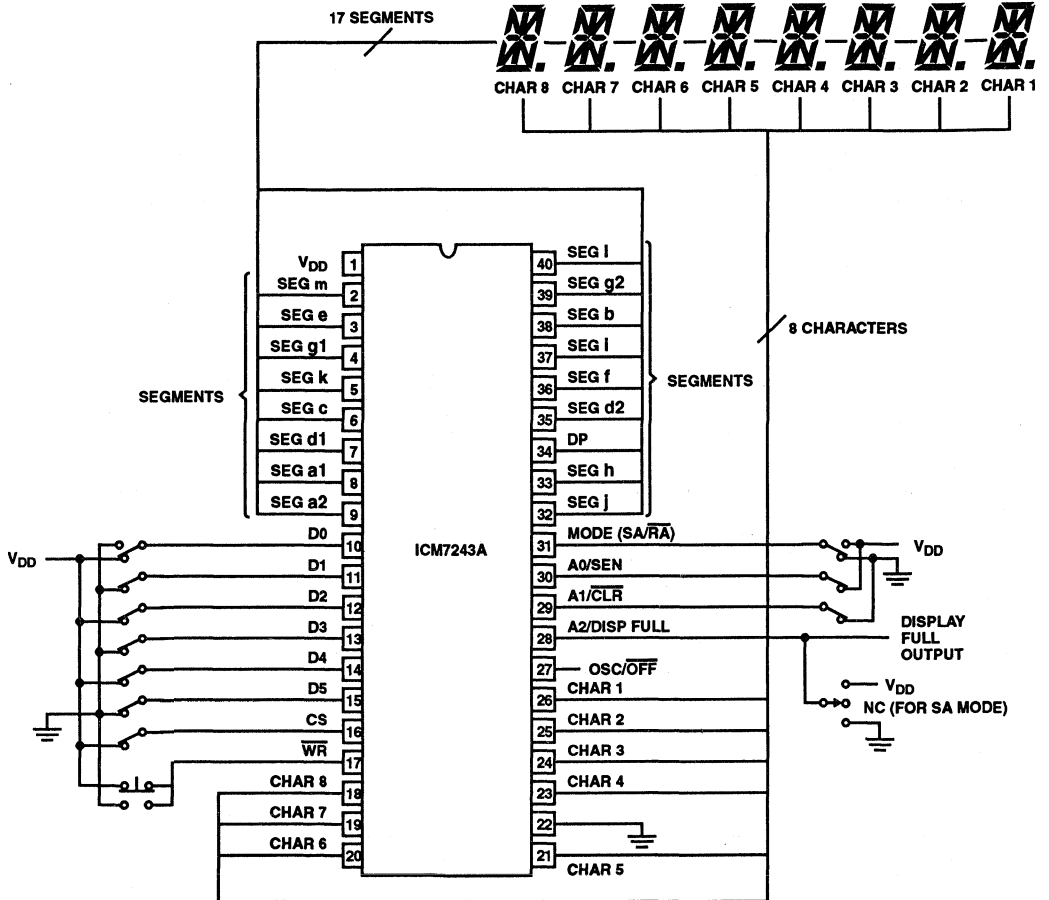 17 SEGMENTS
CHAR 8 CHAR 7 CHAR 6 CHAR 5 CHAR 4 CHAR 3 CHAR 2 CHAR 1
8 CHARACTERS
SEGMENTS
VDD 1
SEG m 2
SEG e 3
SEG g1 4
SEG k 5
SEG c 6
SEG d1 7
SEG a1 8
SEG a2 9
VDD
D0 10
D1 11
D2 12
D3 13
D4 14
D5 15
CS 16
W̅R̅ 17
CHAR 8 18
CHAR 7 19
CHAR 6 20
ICM7243A
40 SEG l
39 SEG g2
38 SEG b
37 SEG i
36 SEG f
35 SEG d2
34 DP
33 SEG h
32 SEG j
SEGMENTS
31 MODE (SA/R̅A̅)
30 A0/SEN
29 A1/C̅L̅R̅
28 A2/DISP FULL
27 OSC/O̅F̅F̅
26 CHAR 1
25 CHAR 2
24 CHAR 3
23 CHAR 4
22
21 CHAR 5
VDD
DISPLAY
FULL
OUTPUT
VDD
NC (FOR SA MODE)